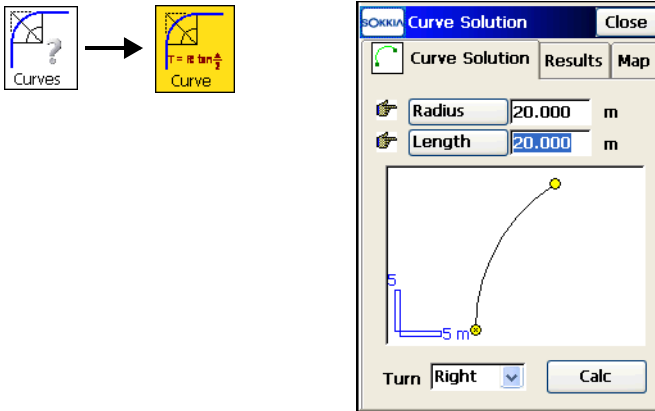 Curves
T = R tan Δ/2
Curve
SOKKIA Curve Solution Close
Curve Solution Results Map
Radius 20.000 m
Length 20.000 m
5
5 m
Turn Right Calc